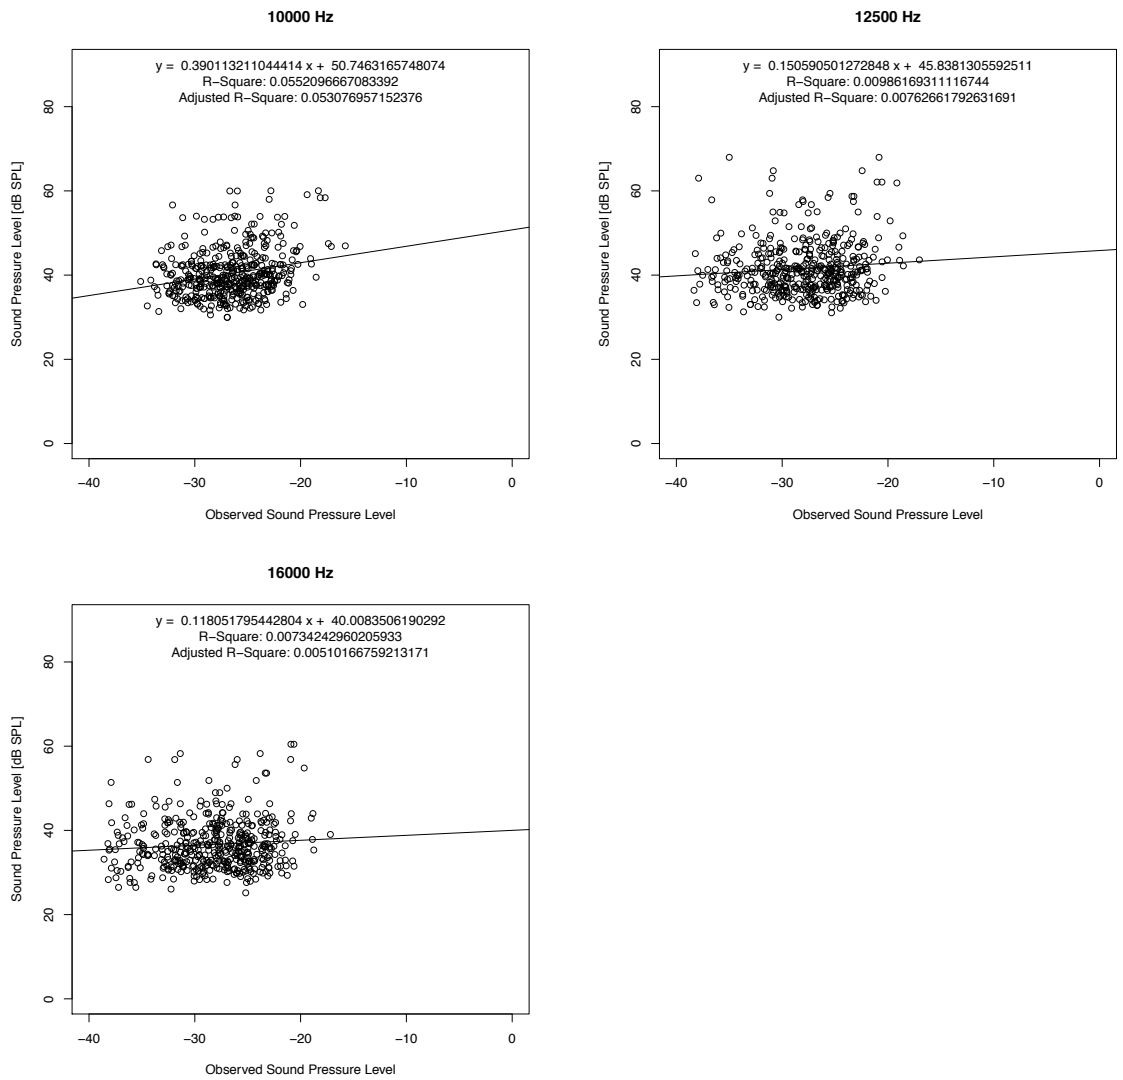 10000 Hz
y = 0.390113211044414 x + 50.7463165748074
R−Square: 0.0552096667083392
Adjusted R−Square: 0.053076957152376
Sound Pressure Level [dB SPL]
80
60
40
20
0
−40 −30 −20 −10 0
Observed Sound Pressure Level
12500 Hz
y = 0.150590501272848 x + 45.8381305592511
R−Square: 0.00986169311116744
Adjusted R−Square: 0.00762661792631691
Sound Pressure Level [dB SPL]
80
60
40
20
0
−40 −30 −20 −10 0
Observed Sound Pressure Level
16000 Hz
y = 0.118051795442804 x + 40.0083506190292
R−Square: 0.00734242960205933
Adjusted R−Square: 0.00510166759213171
Sound Pressure Level [dB SPL]
80
60
40
20
0
−40 −30 −20 −10 0
Observed Sound Pressure Level